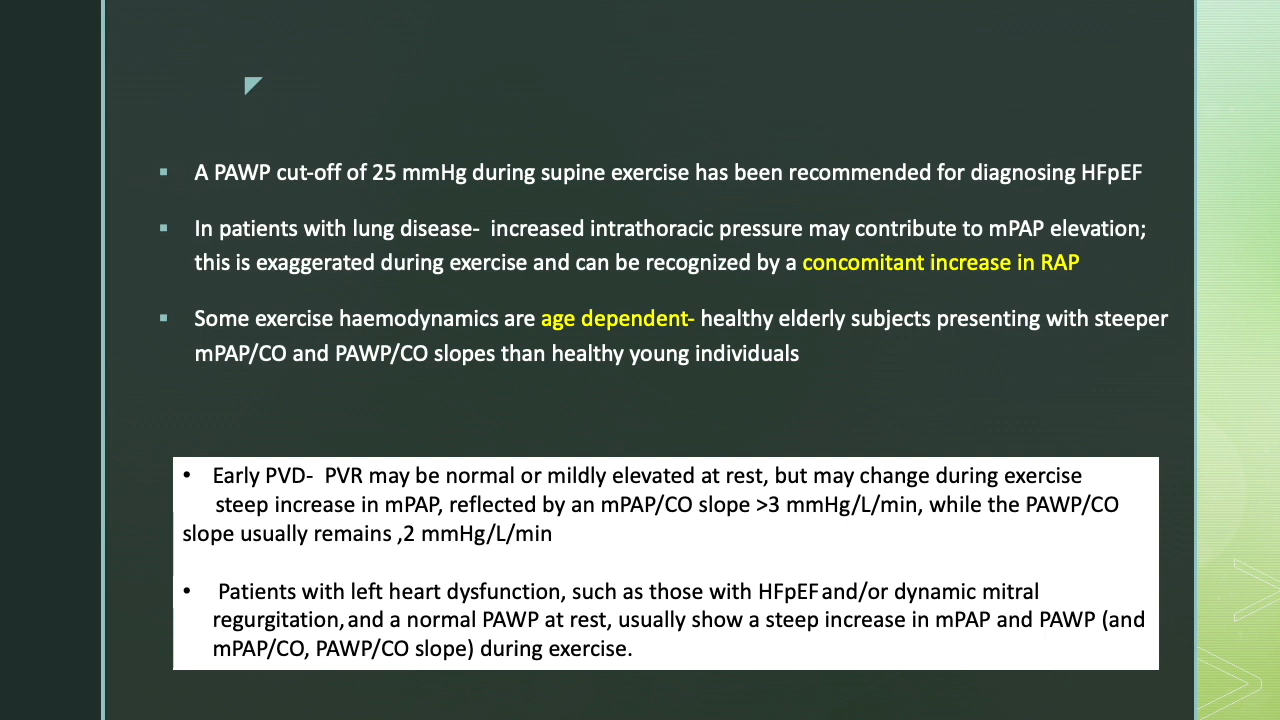 ▪ A PAWP cut-off of 25 mmHg during supine exercise has been recommended for diagnosing HFpEF
▪ In patients with lung disease-  increased intrathoracic pressure may contribute to mPAP elevation;
this is exaggerated during exercise and can be recognized by a concomitant increase in RAP
▪ Some exercise haemodynamics are age dependent- healthy elderly subjects presenting with steeper
mPAP/CO and PAWP/CO slopes than healthy young individuals
• Early PVD-  PVR may be normal or mildly elevated at rest, but may change during exercise
steep increase in mPAP, reflected by an mPAP/CO slope >3 mmHg/L/min, while the PAWP/CO
slope usually remains ,2 mmHg/L/min
• Patients with left heart dysfunction, such as those with HFpEF and/or dynamic mitral
regurgitation, and a normal PAWP at rest, usually show a steep increase in mPAP and PAWP (and
mPAP/CO, PAWP/CO slope) during exercise.